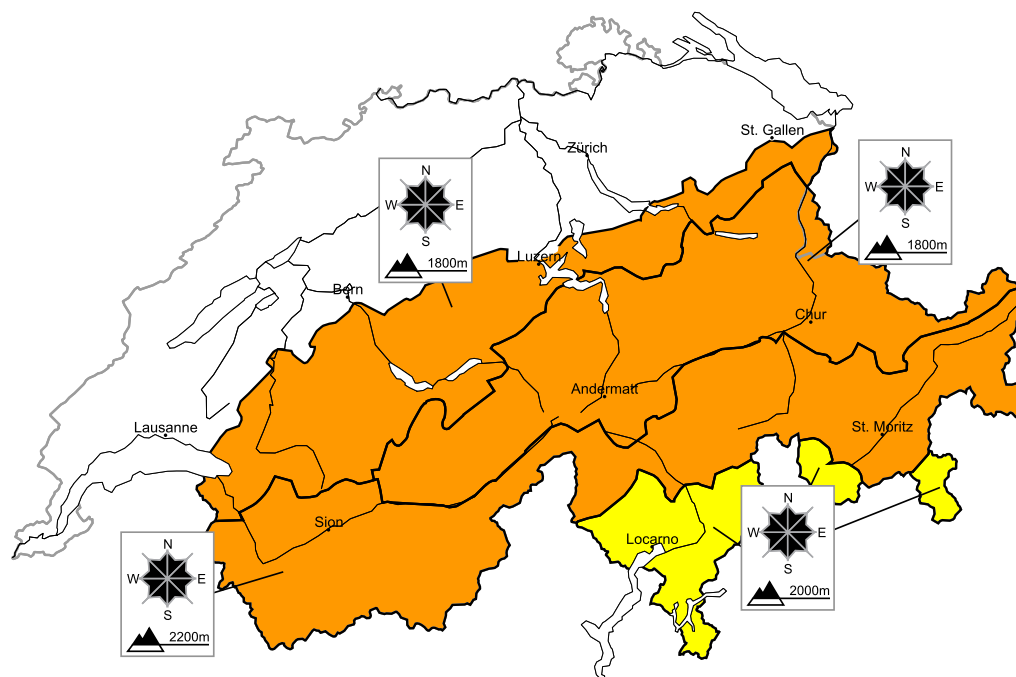 St. Gallen
Zürich
N
W E
S
1800m
N
W E
S
1800m
Luzern
Bern
Chur
Andermatt
Lausanne
St. Moritz
Sion
Locarno
N
W E
S
2000m
N
W E
S
2200m